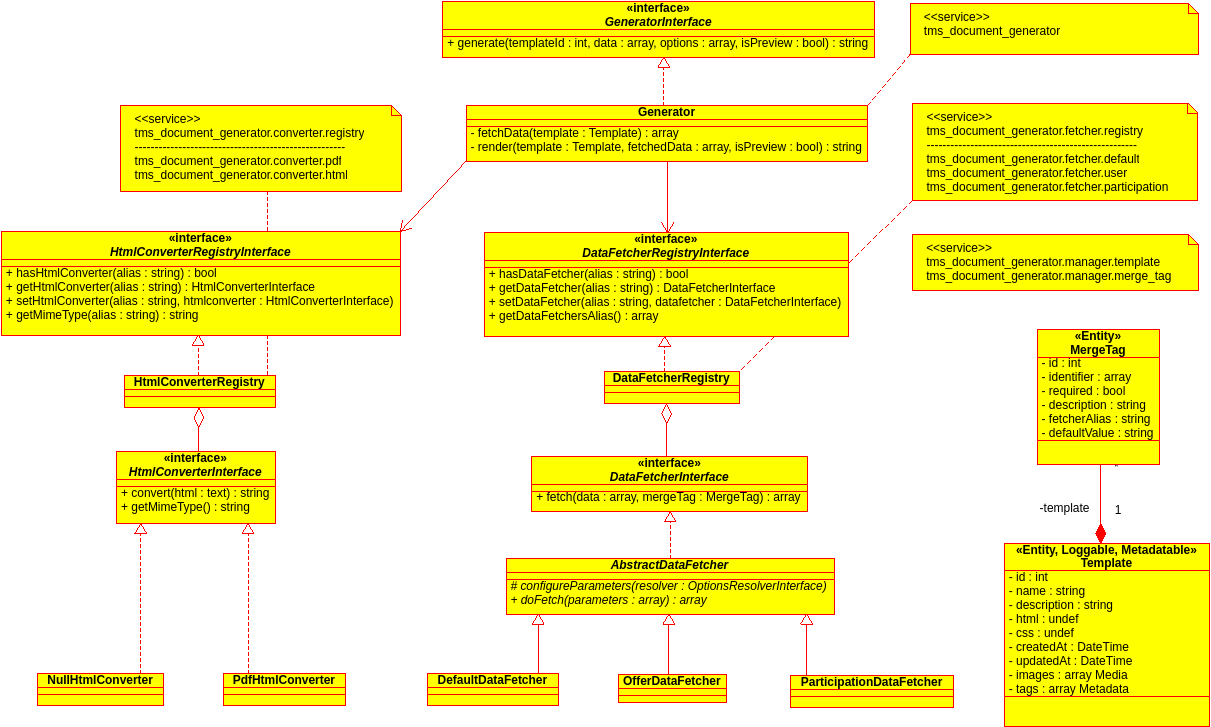 «interface»
GeneratorInterface
+ generate(templateId : int, data : array, options : array, isPreview : bool) : string
<<service>>
tms_document_generator
Generator
- fetchData(template : Template) : array
- render(template : Template, fetchedData : array, isPreview : bool) : string
<<service>>
tms_document_generator.converter.registry
--------------------------------------------------
tms_document_generator.converter.pdf
tms_document_generator.converter.html
<<service>>
tms_document_generator.fetcher.registry
--------------------------------------------------
tms_document_generator.fetcher.default
tms_document_generator.fetcher.user
tms_document_generator.fetcher.participation
«interface»
HtmlConverterRegistryInterface
+ hasHtmlConverter(alias : string) : bool
+ getHtmlConverter(alias : string) : HtmlConverterInterface
+ setHtmlConverter(alias : string, htmlconverter : HtmlConverterInterface)
+ getMimeType(alias : string) : string
«interface»
DataFetcherRegistryInterface
+ hasDataFetcher(alias : string) : bool
+ getDataFetcher(alias : string) : DataFetcherInterface
+ setDataFetcher(alias : string, datafetcher : DataFetcherInterface)
+ getDataFetchersAlias() : array
<<service>>
tms_document_generator.manager.template
tms_document_generator.manager.merge_tag
HtmlConverterRegistry
DataFetcherRegistry
«Entity»
MergeTag
- id : int
- identifier : array
- required : bool
- description : string
- fetcherAlias : string
- defaultValue : string
«interface»
HtmlConverterInterface
+ convert(html : text) : string
+ getMimeType() : string
«interface»
DataFetcherInterface
+ fetch(data : array, mergeTag : MergeTag) : array
-template
1
AbstractDataFetcher
# configureParameters(resolver : OptionsResolverInterface)
+ doFetch(parameters : array) : array
«Entity, Loggable, Metadatable»
Template
- id : int
- name : string
- description : string
- html : undef
- css : undef
- createdAt : DateTime
- updatedAt : DateTime
- images : array Media
- tags : array Metadata
NullHtmlConverter
PdfHtmlConverter
DefaultDataFetcher
OfferDataFetcher
ParticipationDataFetcher